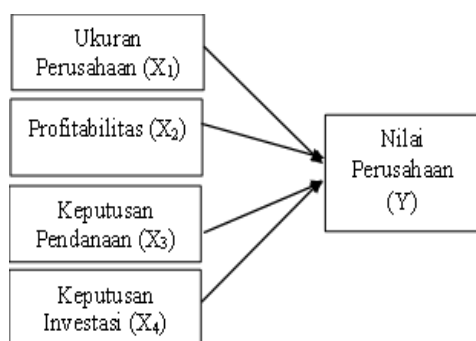 Ukuran
Perusahaan (X₁)
Profitabilitas (X₂)
Keputusan
Pendanaan (X₃)
Keputusan
Investasi (X₄)
Nilai
Perusahaan
(Y)